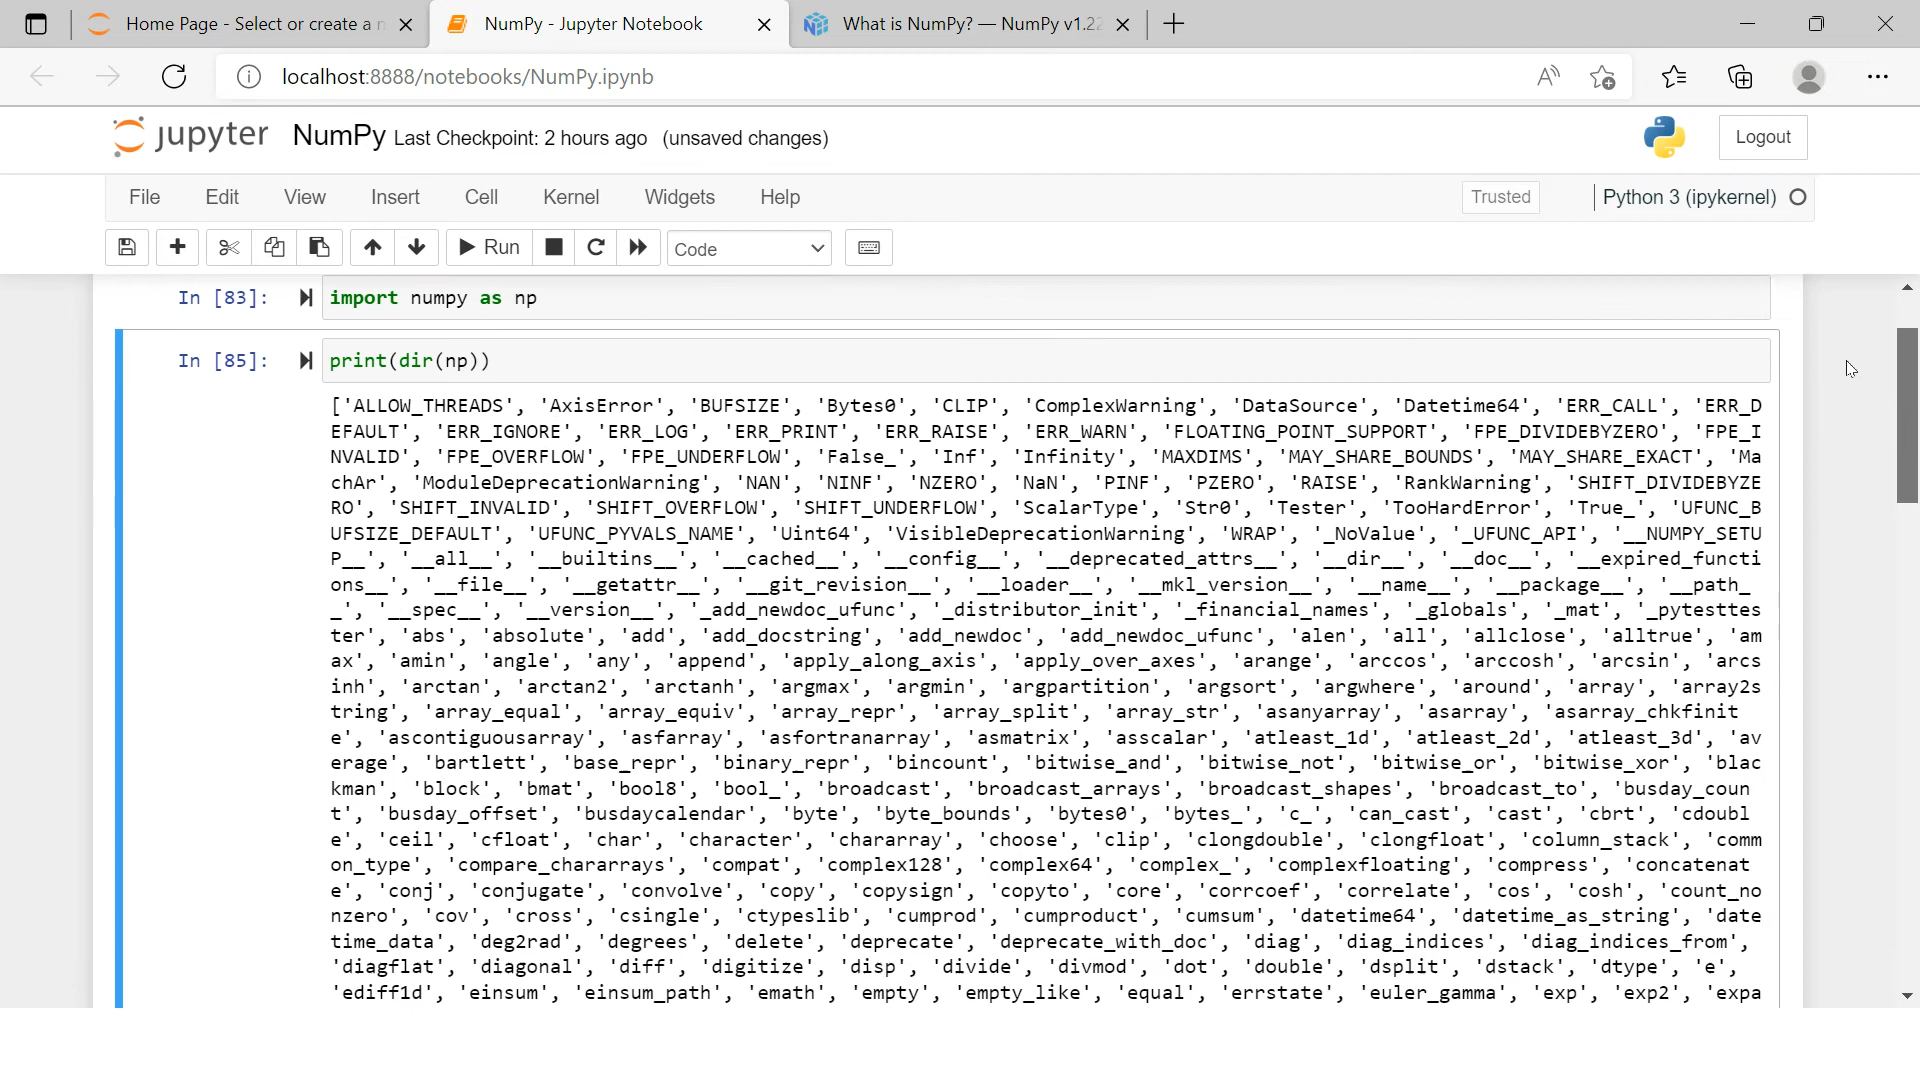 Home Page - Select or create a n
NumPy - Jupyter Notebook
What is NumPy? — NumPy v1.22
localhost:8888/notebooks/NumPy.ipynb
jupyter NumPy Last Checkpoint: 2 hours ago (unsaved changes)
Logout
File Edit View Insert Cell Kernel Widgets Help
Trusted
Python 3 (ipykernel)
Run
Code
In [83]: import numpy as np
In [85]: print(dir(np))
['ALLOW_THREADS', 'AxisError', 'BUFSIZE', 'Bytes0', 'CLIP', 'ComplexWarning', 'DataSource', 'Datetime64', 'ERR_CALL', 'ERR_D
EFAULT', 'ERR_IGNORE', 'ERR_LOG', 'ERR_PRINT', 'ERR_RAISE', 'ERR_WARN', 'FLOATING_POINT_SUPPORT', 'FPE_DIVIDEBYZERO', 'FPE_I
NVALID', 'FPE_OVERFLOW', 'FPE_UNDERFLOW', 'False_', 'Inf', 'Infinity', 'MAXDIMS', 'MAY_SHARE_BOUNDS', 'MAY_SHARE_EXACT', 'Ma
chAr', 'ModuleDeprecationWarning', 'NAN', 'NINF', 'NZERO', 'NaN', 'PINF', 'PZERO', 'RAISE', 'RankWarning', 'SHIFT_DIVIDEBYZE
RO', 'SHIFT_INVALID', 'SHIFT_OVERFLOW', 'SHIFT_UNDERFLOW', 'ScalarType', 'Str0', 'Tester', 'TooHardError', 'True_', 'UFUNC_B
UFSIZE_DEFAULT', 'UFUNC_PYVALS_NAME', 'Uint64', 'VisibleDeprecationWarning', 'WRAP', '_NoValue', '_UFUNC_API', '__NUMPY_SETU
P__', '__all__', '__builtins__', '__cached__', '__config__', '__deprecated_attrs__', '__dir__', '__doc__', '__expired_functi
ons__', '__file__', '__getattr__', '__git_revision__', '__loader__', '__mkl_version__', '__name__', '__package__', '__path_
_', '__spec__', '__version__', '_add_newdoc_ufunc', '_distributor_init', '_financial_names', '_globals', '_mat', '_pytesttes
ter', 'abs', 'absolute', 'add', 'add_docstring', 'add_newdoc', 'add_newdoc_ufunc', 'alen', 'all', 'allclose', 'alltrue', 'am
ax', 'amin', 'angle', 'any', 'append', 'apply_along_axis', 'apply_over_axes', 'arange', 'arccos', 'arccosh', 'arcsin', 'arcs
inh', 'arctan', 'arctan2', 'arctanh', 'argmax', 'argmin', 'argpartition', 'argsort', 'argwhere', 'around', 'array', 'array2s
tring', 'array_equal', 'array_equiv', 'array_repr', 'array_split', 'array_str', 'asanyarray', 'asarray', 'asarray_chkfinit
e', 'ascontiguousarray', 'asfarray', 'asfortranarray', 'asmatrix', 'asscalar', 'atleast_1d', 'atleast_2d', 'atleast_3d', 'av
erage', 'bartlett', 'base_repr', 'binary_repr', 'bincount', 'bitwise_and', 'bitwise_not', 'bitwise_or', 'bitwise_xor', 'blac
kman', 'block', 'bmat', 'bool8', 'bool_', 'broadcast', 'broadcast_arrays', 'broadcast_shapes', 'broadcast_to', 'busday_coun
t', 'busday_offset', 'busdaycalendar', 'byte', 'byte_bounds', 'bytes0', 'bytes_', 'c_', 'can_cast', 'cast', 'cbrt', 'cdoubl
e', 'ceil', 'cfloat', 'char', 'character', 'chararray', 'choose', 'clip', 'clongdouble', 'clongfloat', 'column_stack', 'comm
on_type', 'compare_chararrays', 'compat', 'complex128', 'complex64', 'complex_', 'complexfloating', 'compress', 'concatenat
e', 'conj', 'conjugate', 'convolve', 'copy', 'copysign', 'copyto', 'core', 'corrcoef', 'correlate', 'cos', 'cosh', 'count_no
nzero', 'cov', 'cross', 'csingle', 'ctypeslib', 'cumprod', 'cumproduct', 'cumsum', 'datetime64', 'datetime_as_string', 'date
time_data', 'deg2rad', 'degrees', 'delete', 'deprecate', 'deprecate_with_doc', 'diag', 'diag_indices', 'diag_indices_from',
'diagflat', 'diagonal', 'diff', 'digitize', 'disp', 'divide', 'divmod', 'dot', 'double', 'dsplit', 'dstack', 'dtype', 'e',
'ediff1d', 'einsum', 'einsum_path', 'emath', 'empty', 'empty_like', 'equal', 'errstate', 'euler_gamma', 'exp', 'exp2', 'expa